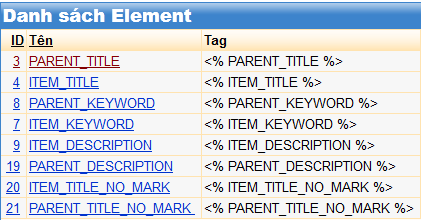 Danh sách Element
ID Tên Tag
3 PARENT_TITLE <% PARENT_TITLE %>
4 ITEM_TITLE <% ITEM_TITLE %>
8 PARENT_KEYWORD <% PARENT_KEYWORD %>
7 ITEM_KEYWORD <% ITEM_KEYWORD %>
9 ITEM_DESCRIPTION <% ITEM_DESCRIPTION %>
19 PARENT_DESCRIPTION <% PARENT_DESCRIPTION %>
20 ITEM_TITLE_NO_MARK <% ITEM_TITLE_NO_MARK %>
21 PARENT_TITLE_NO_MARK <% PARENT_TITLE_NO_MARK %>